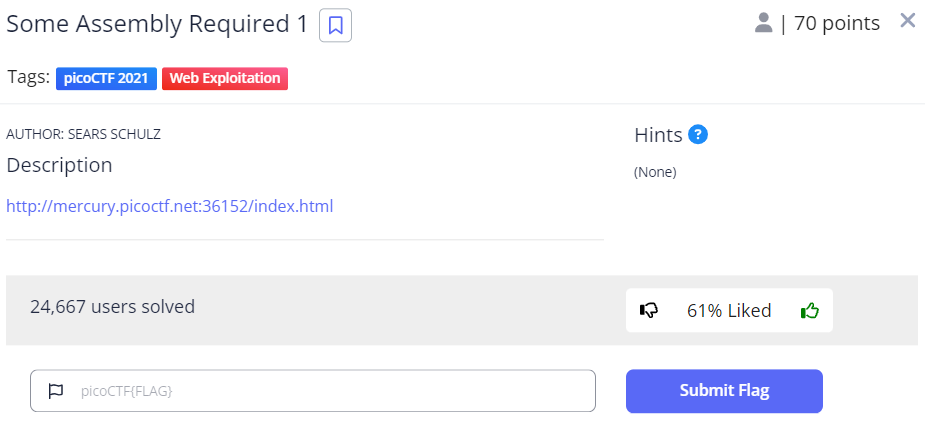 Some Assembly Required 1
| 70 points
Tags: picoCTF 2021 Web Exploitation
AUTHOR: SEARS SCHULZ
Description
http://mercury.picoctf.net:36152/index.html
Hints ?
(None)
24,667 users solved
61% Liked
picoCTF{FLAG}
Submit Flag